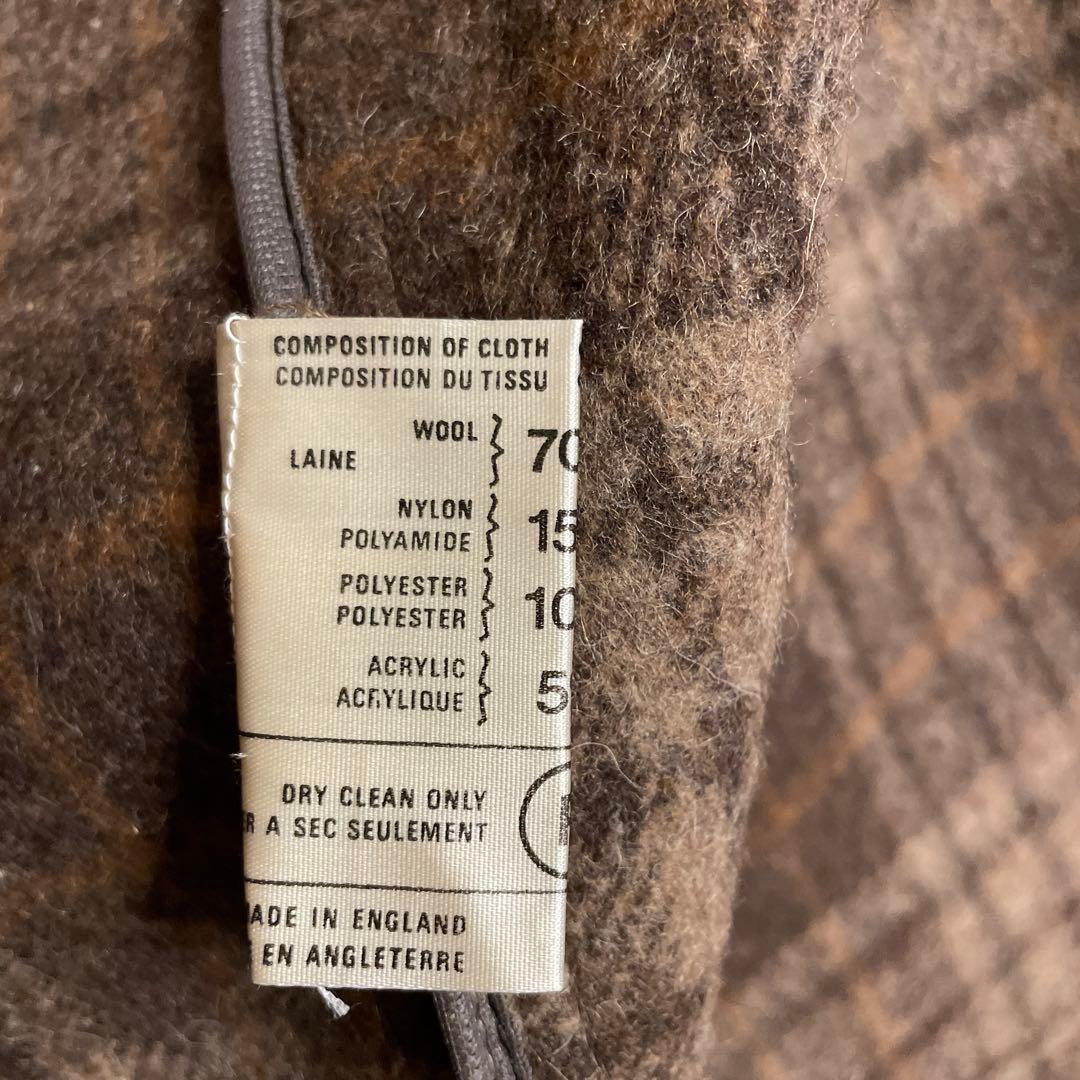 COMPOSITION OF CLOTH
COMPOSITION DU TISSU
WOOL
LAINE
70
NYLON
POLYAMIDE
15
POLYESTER
POLYESTER
10
ACRYLIC
ACRYLIQUE
5
DRY CLEAN ONLY
R A SEC SEULEMENT
ADE IN ENGLAND
EN ANGLETERRE